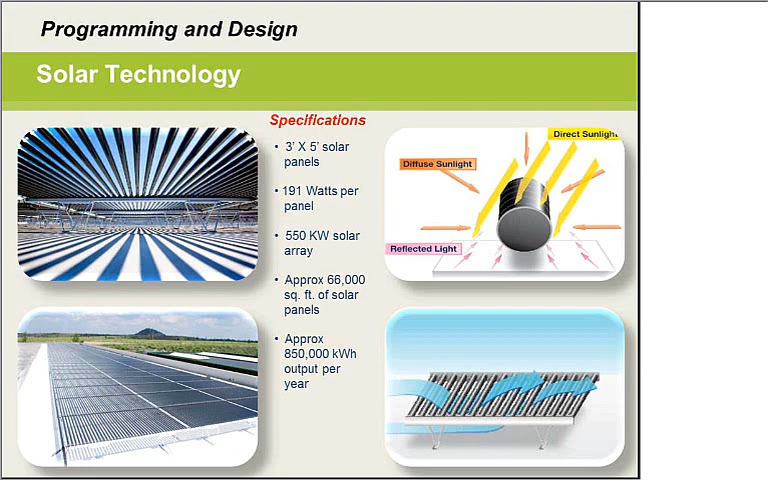 Programming and Design
Solar Technology
Specifications
• 3' X 5' solar
panels
• 191 Watts per
panel
• 550 KW solar
array
• Approx 66,000
sq. ft. of solar
panels
• Approx
850,000 kWh
output per
year
Direct Sunlight
Diffuse Sunlight
Reflected Light